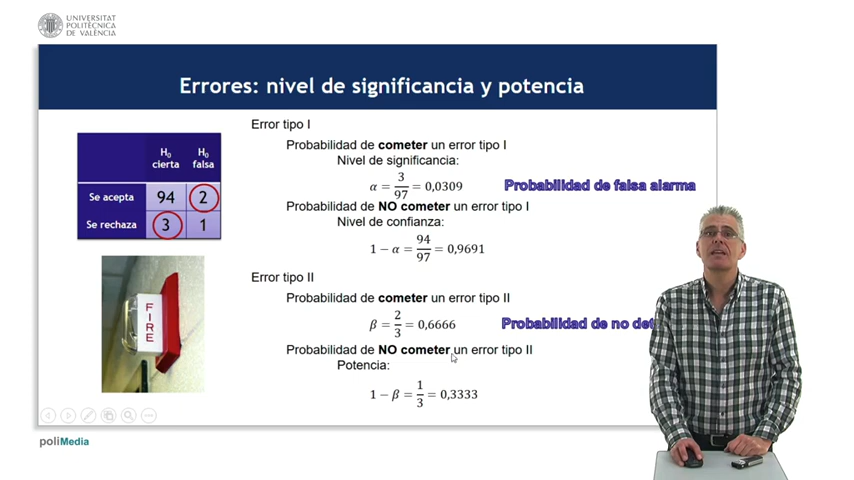 UNIVERSITAT
POLITÈCNICA
DE VALÈNCIA
Errores: nivel de significancia y potencia
H0 cierta H0 falsa
Se acepta 94 2
Se rechaza 3 1
FIRE
Error tipo I
Probabilidad de cometer un error tipo I
Nivel de significancia:
α = 3/97 = 0,0309
Probabilidad de falsa alarma
Probabilidad de NO cometer un error tipo I
Nivel de confianza:
1 − α = 94/97 = 0,9691
Error tipo II
Probabilidad de cometer un error tipo II
β = 2/3 = 0,6666
Probabilidad de no det
Probabilidad de NO cometer un error tipo II
Potencia:
1 − β = 1/3 = 0,3333
poliMedia